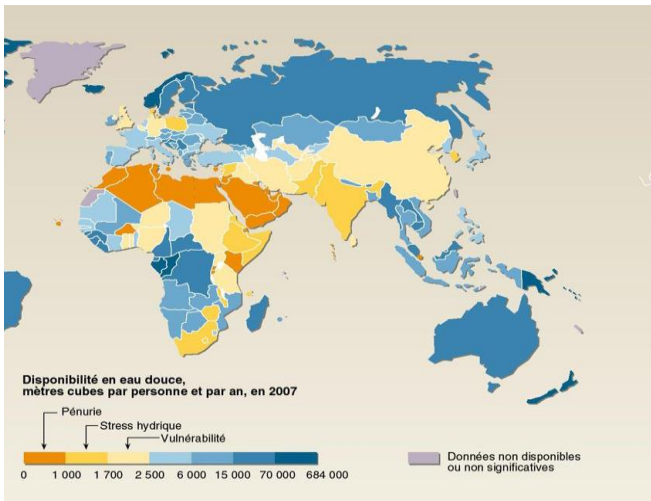 Disponibilité en eau douce,
mètres cubes par personne et par an, en 2007
Pénurie
Stress hydrique
Vulnérabilité
0 1 000 1 700 2 500 6 000 15 000 70 000 684 000
Données non disponibles
ou non significatives